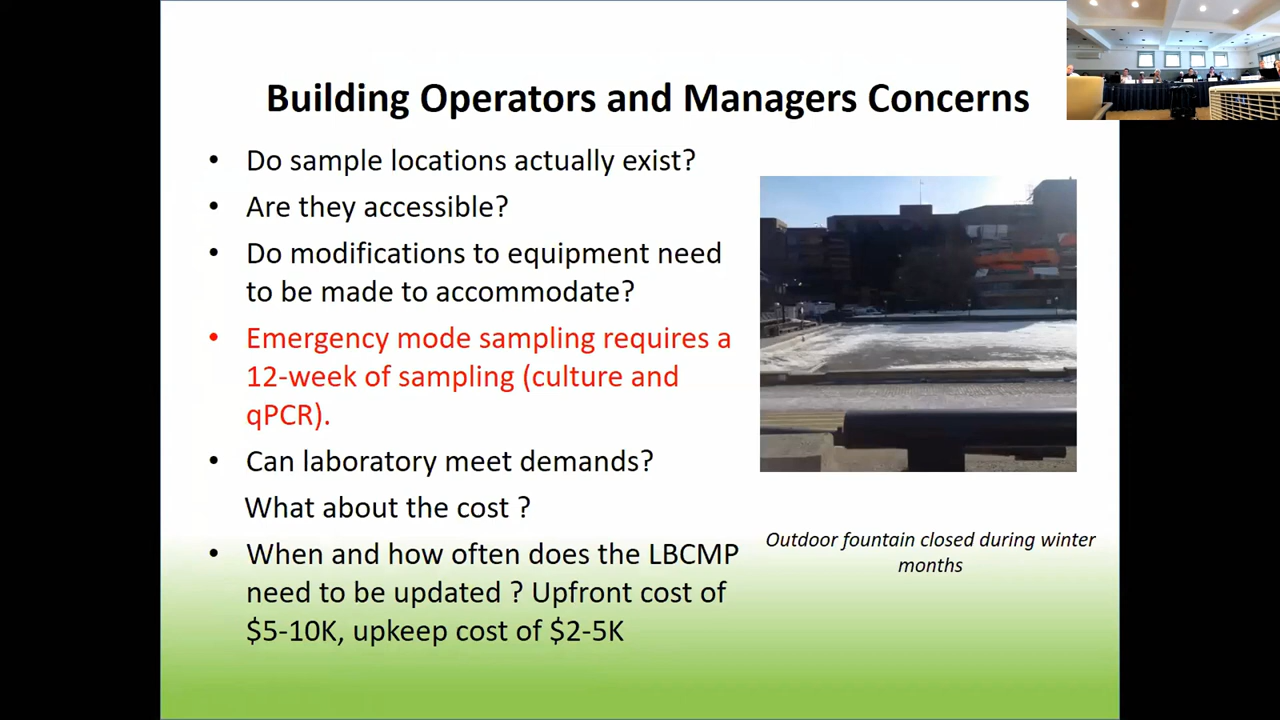 Building Operators and Managers Concerns
• Do sample locations actually exist?
• Are they accessible?
• Do modifications to equipment need
to be made to accommodate?
• Emergency mode sampling requires a
12-week of sampling (culture and
qPCR).
• Can laboratory meet demands?
What about the cost ?
• When and how often does the LBCMP
need to be updated ? Upfront cost of
$5-10K, upkeep cost of $2-5K
Outdoor fountain closed during winter
months